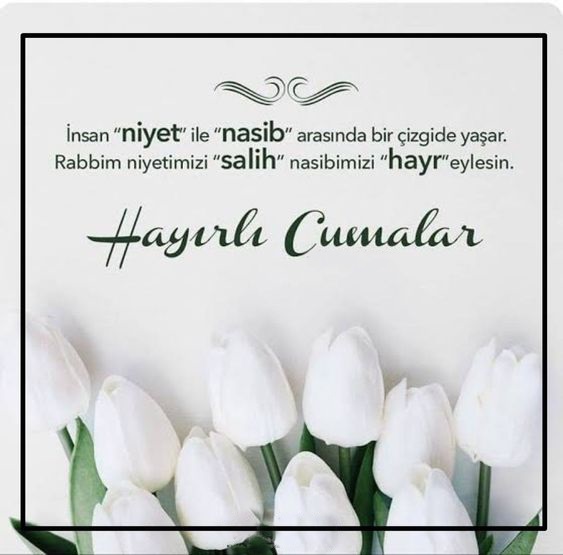 İnsan “niyet” ile “nasib” arasında bir çizgide yaşar.
Rabbim niyetimizi “salih” nasibimizi “hayr”eylesin.
Hayırlı Cumalar